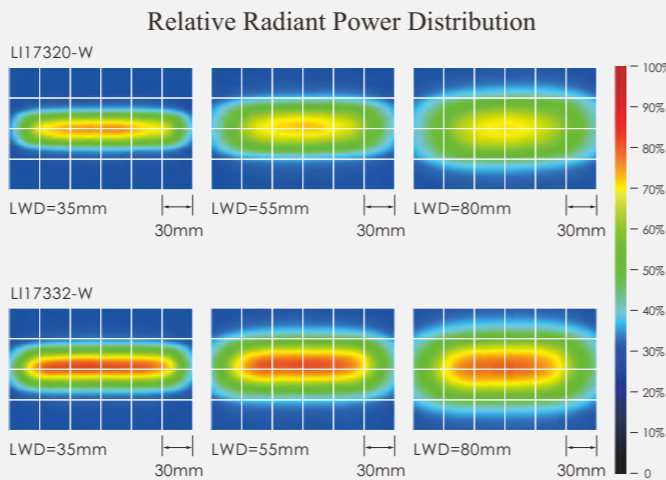 Relative Radiant Power Distribution
LI17320-W
LWD=35mm
30mm
LWD=55mm
30mm
LWD=80mm
30mm
LI17332-W
LWD=35mm
30mm
LWD=55mm
30mm
LWD=80mm
30mm
100%
90%
80%
70%
60%
50%
40%
30%
20%
10%
0